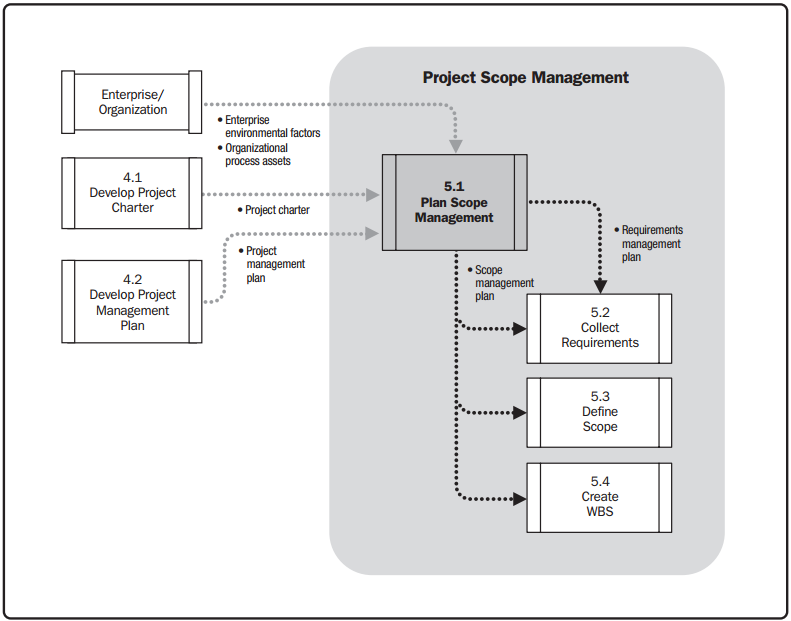 Project Scope Management
Enterprise/
Organization
• Enterprise
environmental factors
• Organizational
process assets
4.1
Develop Project
Charter
• Project charter
4.2
Develop Project
Management
Plan
• Project
management
plan
5.1
Plan Scope
Management
• Requirements
management
plan
• Scope
management
plan
5.2
Collect
Requirements
5.3
Define
Scope
5.4
Create
WBS